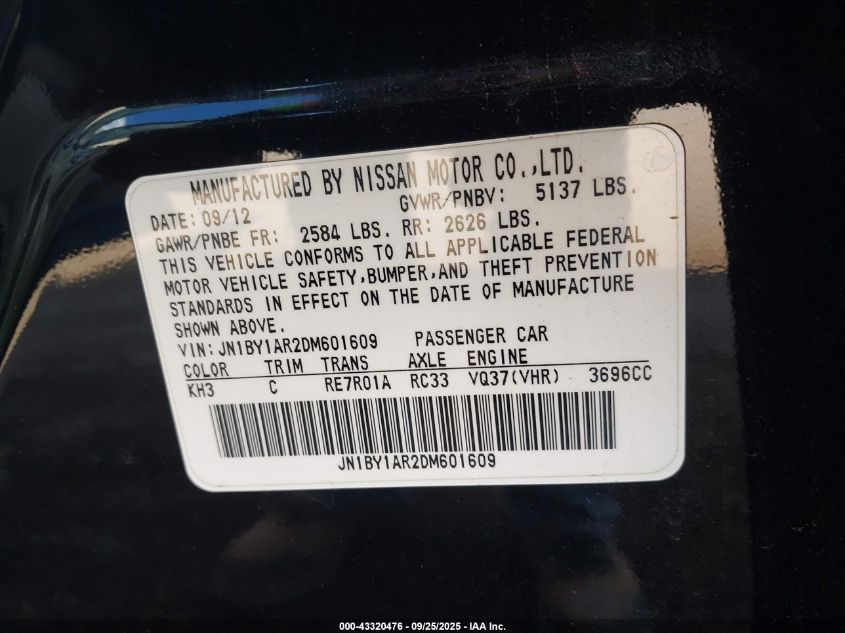 MANUFACTURED BY NISSAN MOTOR CO.,LTD.
DATE: 09/12 GVWR/PNBV: 5137 LBS.
GAWR/PNBE FR: 2584 LBS. RR: 2626 LBS.
THIS VEHICLE CONFORMS TO ALL APPLICABLE FEDERAL
MOTOR VEHICLE SAFETY,BUMPER,AND THEFT PREVENTION
STANDARDS IN EFFECT ON THE DATE OF MANUFACTURE
SHOWN ABOVE.
VIN: JN1BY1AR2DM601609 PASSENGER CAR
COLOR TRIM TRANS AXLE ENGINE
KH3 C RE7R01A RC33 VQ37(VHR) 3696CC
JN1BY1AR2DM601609
000-43320476 - 09/25/2025 - IAA Inc.